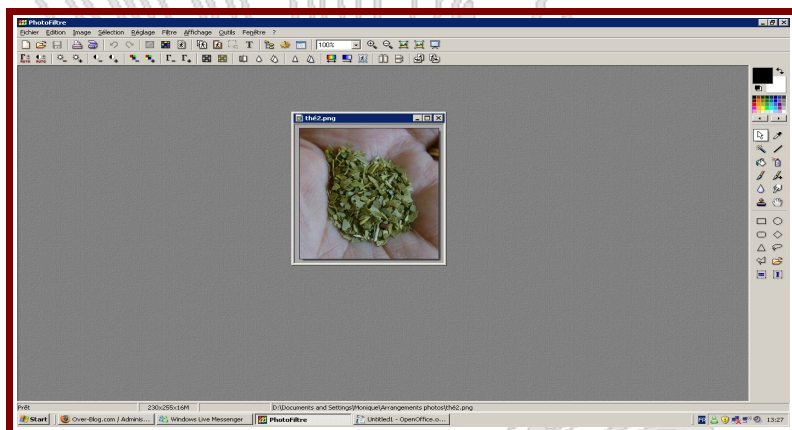 PhotoFiltre
Fichier Edition Image Sélection Réglage Filtre Affichage Outils Fenêtre ?
100%
thé2.png
Prêt
230x255x16M
D:\Documents and Settings\Monique\Arrangements photos\thé2.png
Start
Over-Blog.com / Adminis...
Windows Live Messenger
PhotoFiltre
Untitled1 - OpenOffice.o...
13:27